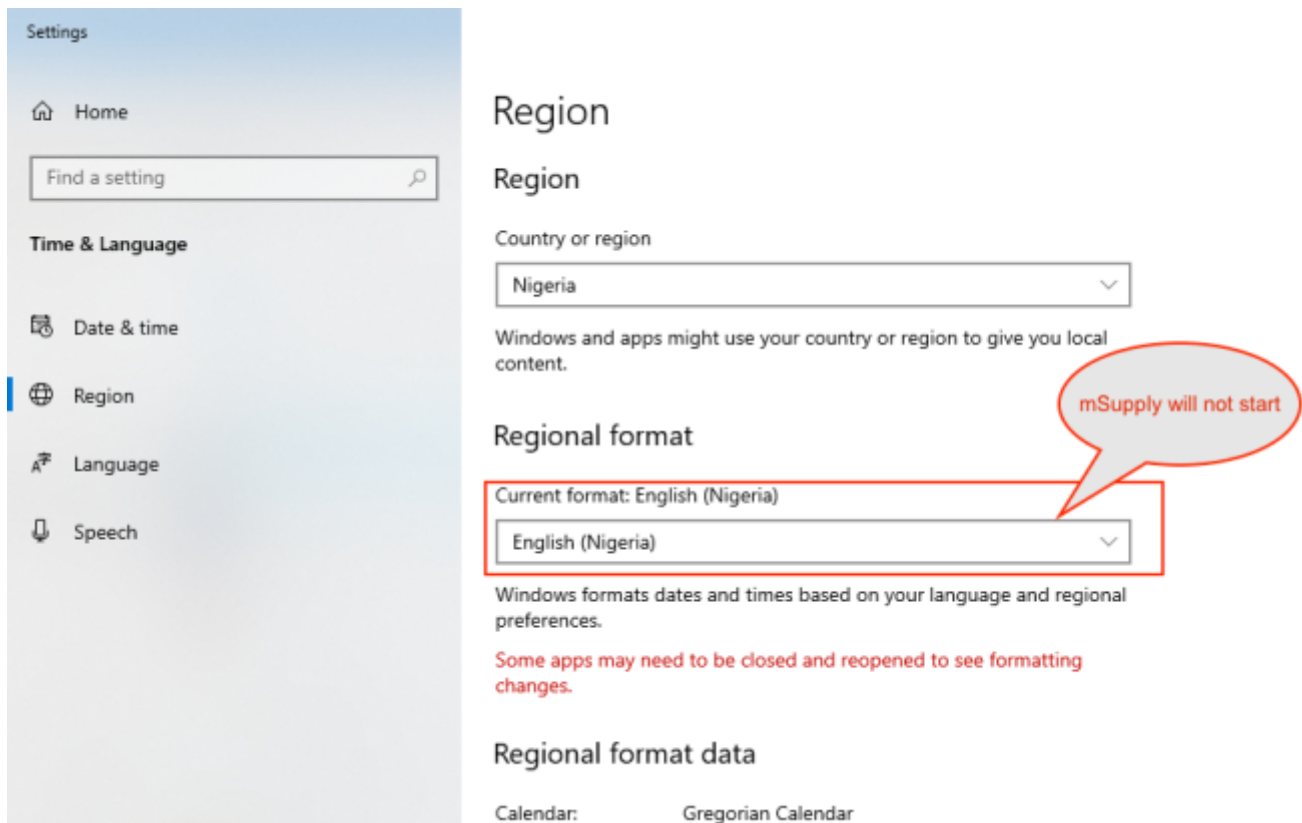 Settings
Home
Find a setting
Time & Language
Date & time
Region
Language
Speech
Region
Region
Country or region
Nigeria
Windows and apps might use your country or region to give you local
content.
mSupply will not start
Regional format
Current format: English (Nigeria)
English (Nigeria)
Windows formats dates and times based on your language and regional
preferences.
Some apps may need to be closed and reopened to see formatting
changes.
Regional format data
Calendar: Gregorian Calendar